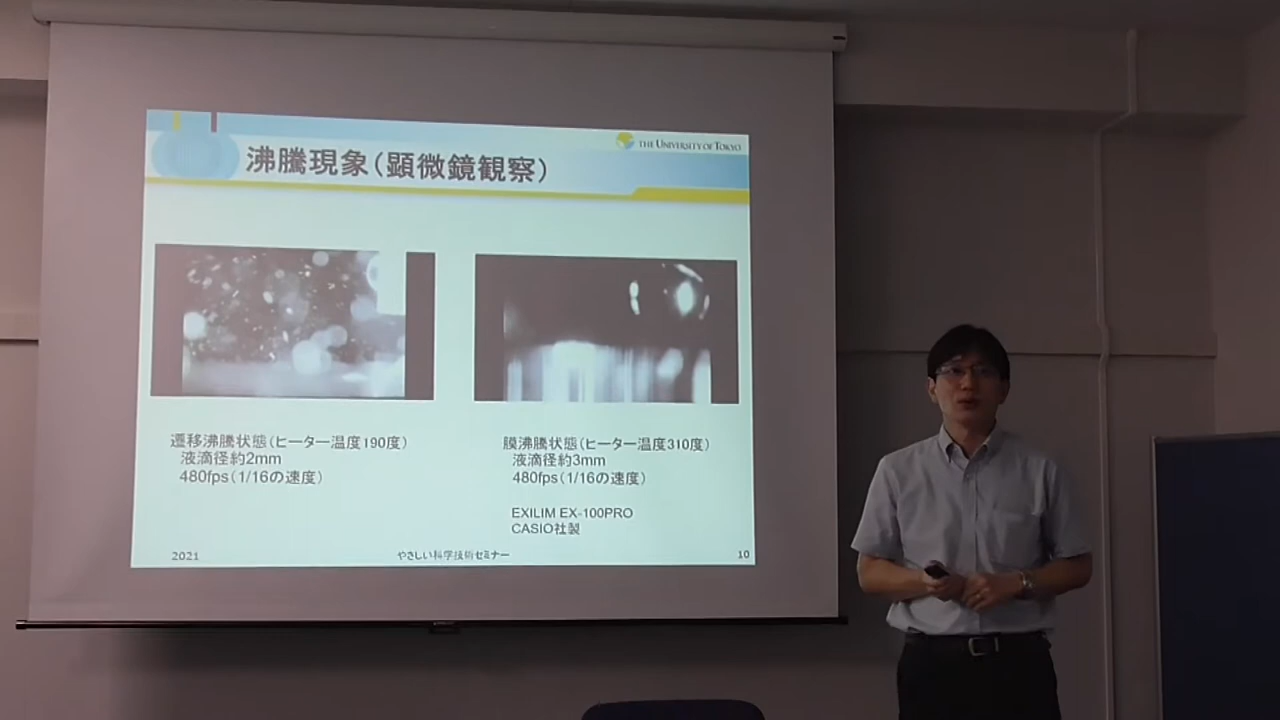 THE UNIVERSITY OF TOKYO
沸騰現象（顕微鏡観察）
遷移沸騰状態（ヒーター温度190度）
液滴径約2mm
480fps（1/16の速度）
膜沸騰状態（ヒーター温度310度）
液滴径約3mm
480fps（1/16の速度）
EXILIM EX-100PRO
CASIO社製
2021
やさしい科学技術セミナー
10